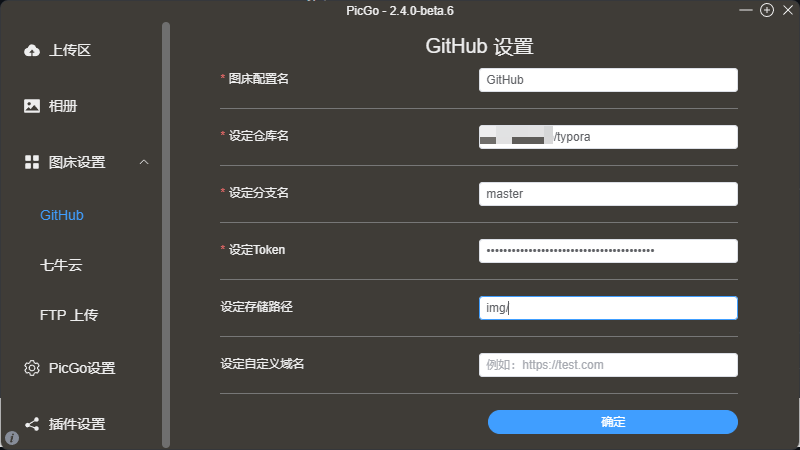 PicGo - 2.4.0-beta.6
上传区
相册
图床设置
GitHub
七牛云
FTP 上传
PicGo设置
插件设置
GitHub 设置
* 图床配置名
GitHub
* 设定仓库名
/typora
* 设定分支名
master
* 设定Token
设定存储路径
img/
设定自定义域名
例如：https://test.com
确定